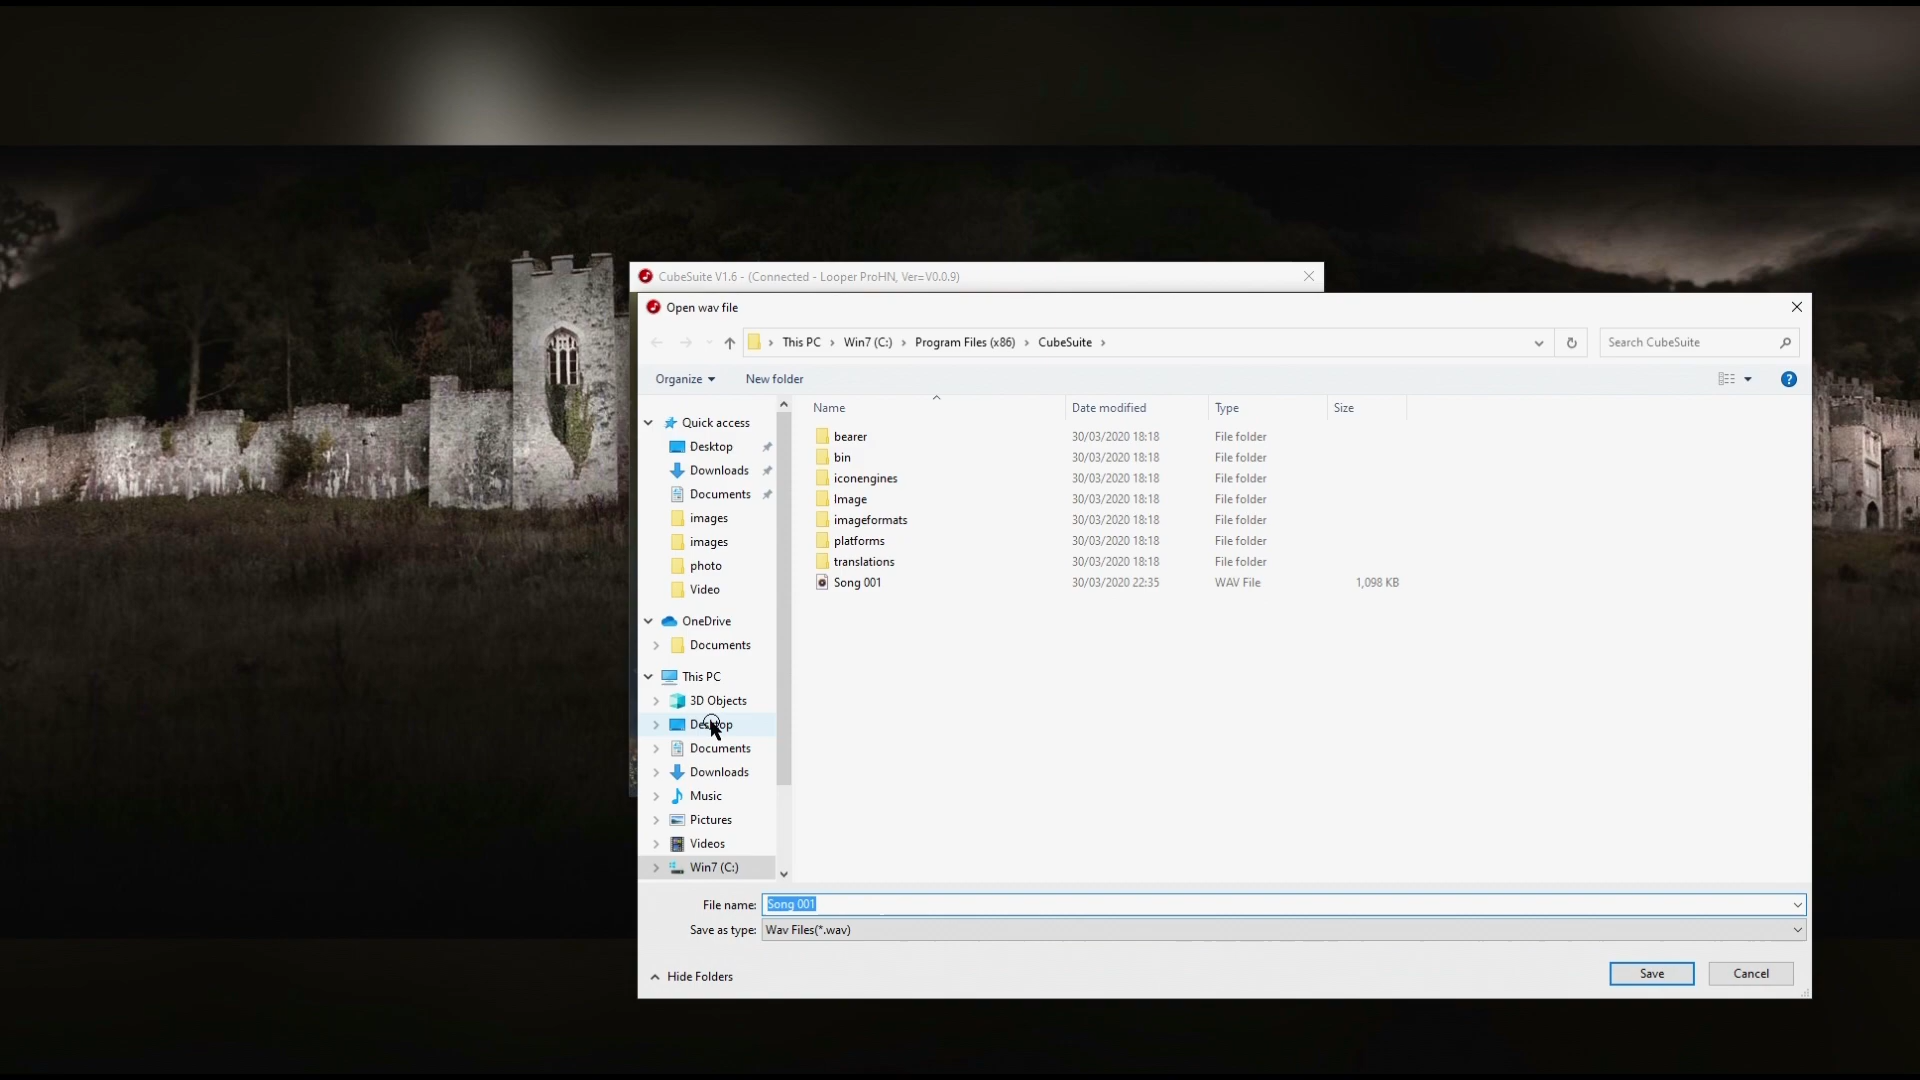 CubeSuite V1.6 - (Connected - Looper ProHN, Ver=V0.0.9)
Open wav file
This PC Win7 (C:) Program Files (x86) CubeSuite
Search CubeSuite
Organize New folder
Name Date modified Type Size
Quick access
Desktop
Downloads
Documents
images
images
photo
Video
OneDrive
Documents
This PC
3D Objects
Desktop
Documents
Downloads
Music
Pictures
Videos
Win7 (C:)
bearer 30/03/2020 18:18 File folder
bin 30/03/2020 18:18 File folder
iconengines 30/03/2020 18:18 File folder
Image 30/03/2020 18:18 File folder
imageformats 30/03/2020 18:18 File folder
platforms 30/03/2020 18:18 File folder
translations 30/03/2020 18:18 File folder
Song 001 30/03/2020 22:35 WAV File 1,098 KB
File name: Song 001
Save as type: Wav Files(*.wav)
Hide Folders
Save Cancel